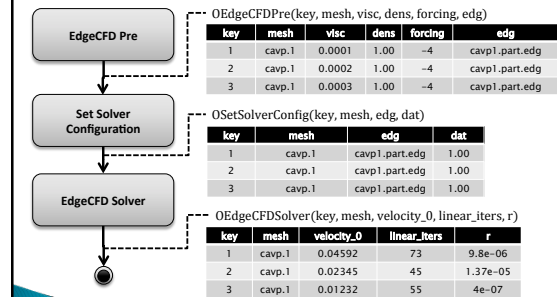 OEdgeCFDPre(key, mesh, visc, dens, forcing, edg)
EdgeCFD Pre
key mesh visc dens forcing edg
1 cavp.1 0.0001 1.00 -4 cavp1.part.edg
2 cavp.1 0.0002 1.00 -4 cavp1.part.edg
3 cavp.1 0.0003 1.00 -4 cavp1.part.edg
Set Solver
Configuration
OSetSolverConfig(key, mesh, edg, dat)
key mesh edg dat
1 cavp.1 cavp1.part.edg 1.00
2 cavp.1 cavp1.part.edg 1.00
3 cavp.1 cavp1.part.edg 1.00
EdgeCFD Solver
OEdgeCFDSolver(key, mesh, velocity_0, linear_iters, r)
key mesh velocity_0 linear_iters r
1 cavp.1 0.04592 73 9.8e-06
2 cavp.1 0.02345 45 1.37e-05
3 cavp.1 0.01232 55 4e-07